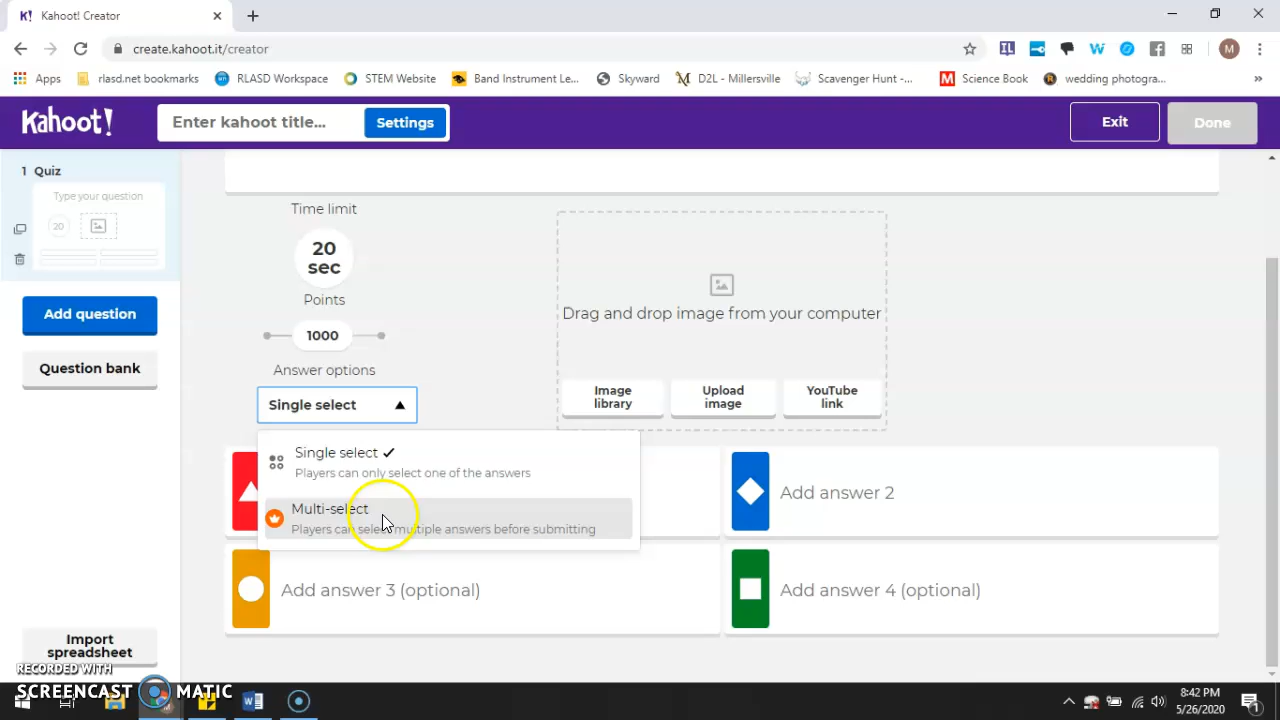 K! Kahoot! Creator
create.kahoot.it/creator
IL W M
Apps rlasd.net bookmarks RLASD Workspace STEM Website Band Instrument Le... Skyward D2L - Millersville Scavenger Hunt -... Science Book wedding photogra... »
Kahoot! Enter kahoot title... Settings Exit Done
1 Quiz
Type your question
20
Add question
Question bank
Import
spreadsheet
Time limit
20
sec
Points
1000
Answer options
Single select
Single select
Players can only select one of the answers
Multi-select
Players can select multiple answers before submitting
Drag and drop image from your computer
Image
library
Upload
image
YouTube
link
Add answer 2
Add answer 3 (optional)
Add answer 4 (optional)
RECORDED WITH
SCREENCAST MATIC
8:42 PM
5/26/2020
1